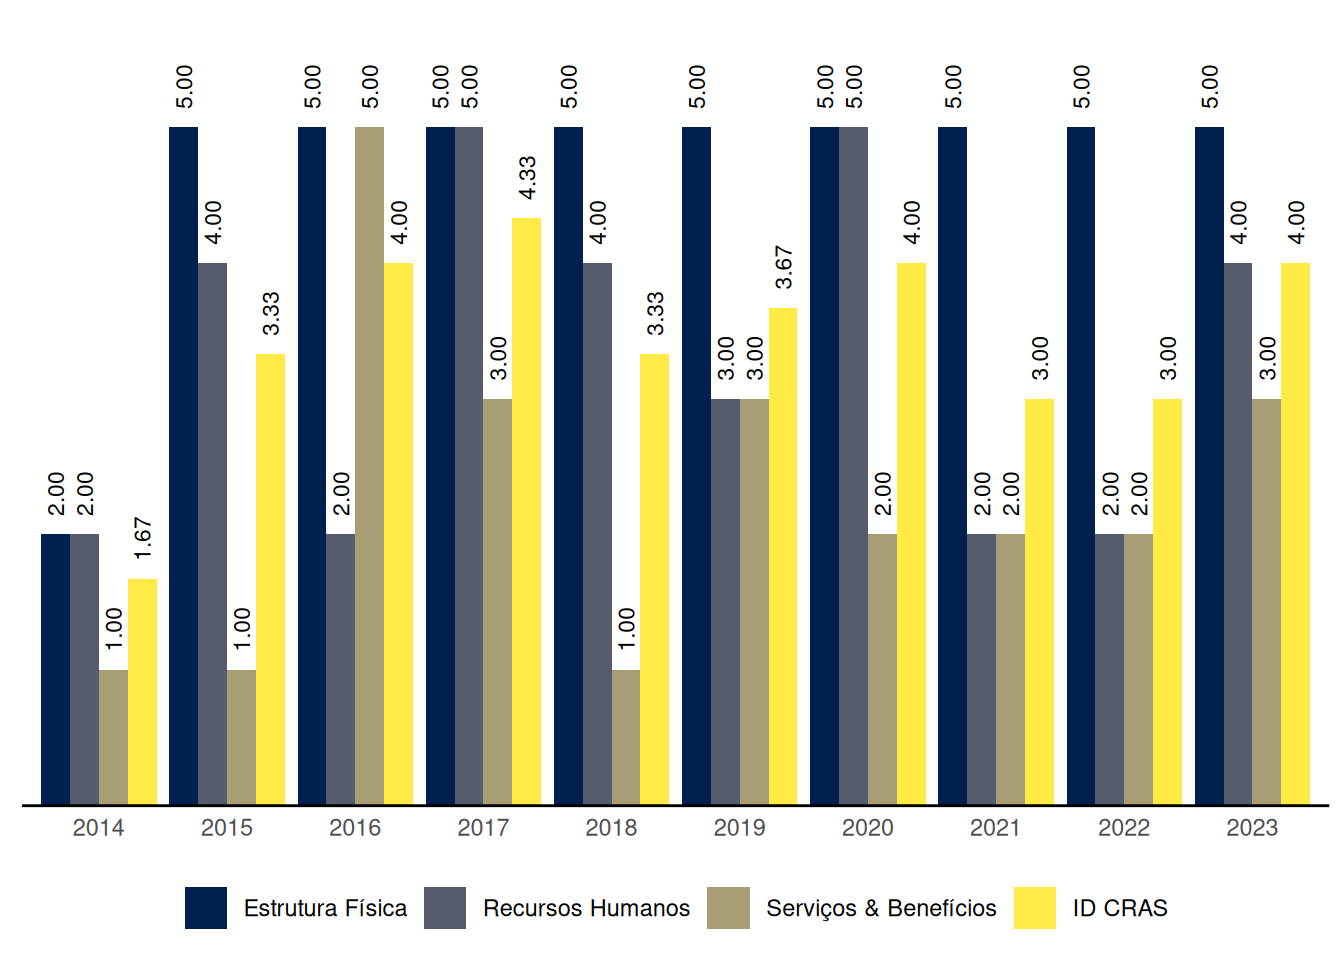 5.00 5.00 5.00 5.00 5.00 5.00 5.00 5.00 5.00 5.00 5.00 5.00
4.33
4.00 4.00 4.00 4.00 4.00 4.00
3.67
3.33 3.33
3.00 3.00 3.00 3.00 3.00 3.00
2.00 2.00 2.00 2.00 2.00 2.00 2.00 2.00
1.67
1.00 1.00 1.00
2014 2015 2016 2017 2018 2019 2020 2021 2022 2023
Estrutura Física Recursos Humanos Serviços & Benefícios ID CRAS